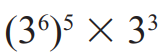 (3⁶)⁵ × 3³